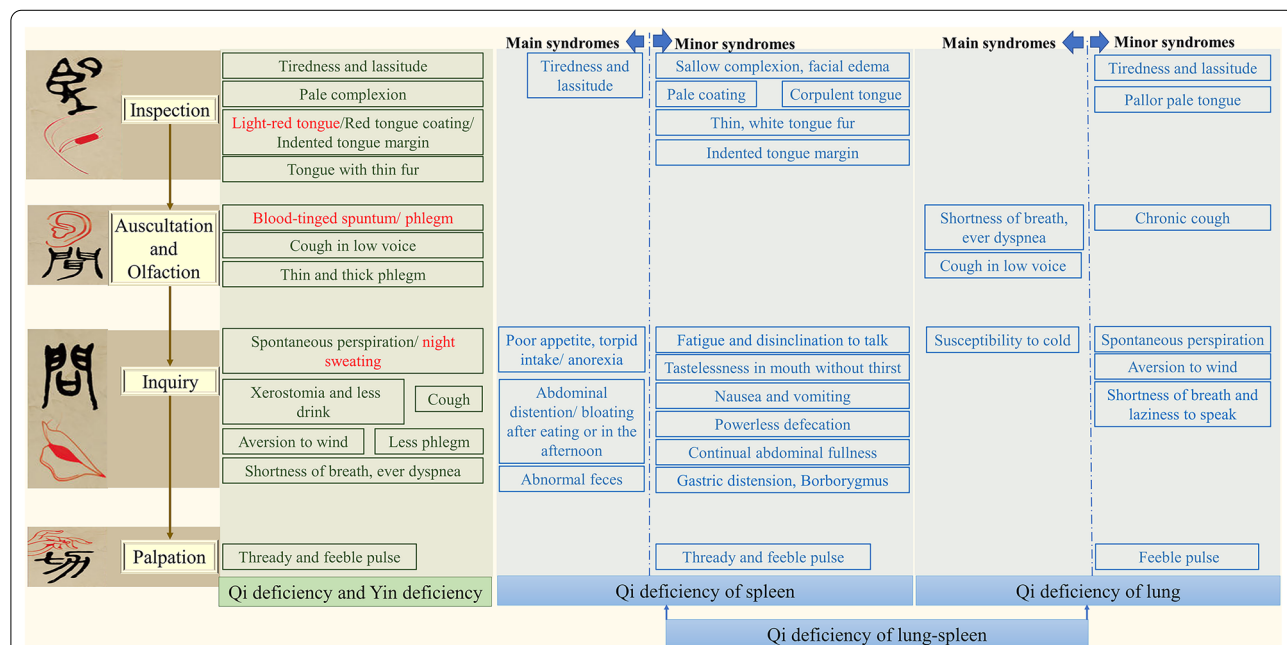 Main syndromes
Minor syndromes
Main syndromes
Minor syndromes
Inspection
Tiredness and lassitude
Pale complexion
Light-red tongue/Red tongue coating/
Indented tongue margin
Tongue with thin fur
Tiredness and
lassitude
Sallow complexion, facial edema
Pale coating
Corpulent tongue
Thin, white tongue fur
Indented tongue margin
Tiredness and lassitude
Pallor pale tongue
聞
Auscultation
and
Olfaction
Blood-tinged spuntum/ phlegm
Cough in low voice
Thin and thick phlegm
Shortness of breath,
ever dyspnea
Cough in low voice
Chronic cough
問
Inquiry
Spontaneous perspiration/ night
sweating
Xerostomia and less
drink
Cough
Aversion to wind
Less phlegm
Shortness of breath, ever dyspnea
Poor appetite, torpid
intake/ anorexia
Abdominal
distention/ bloating
after eating or in the
afternoon
Abnormal feces
Fatigue and disinclination to talk
Tastelessness in mouth without thirst
Nausea and vomiting
Powerless defecation
Continual abdominal fullness
Gastric distension, Borborygmus
Susceptibility to cold
Spontaneous perspiration
Aversion to wind
Shortness of breath and
laziness to speak
Palpation
Thready and feeble pulse
Thready and feeble pulse
Feeble pulse
Qi deficiency and Yin deficiency
Qi deficiency of spleen
Qi deficiency of lung
Qi deficiency of lung-spleen